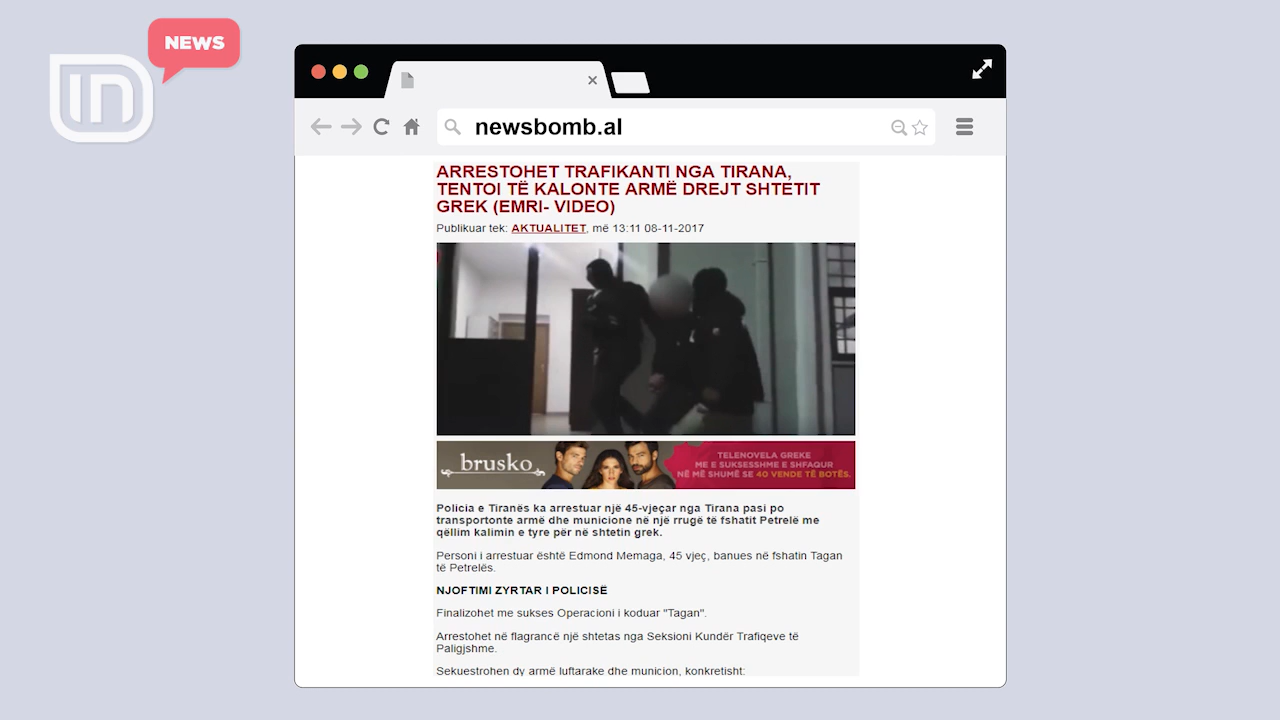 IN
NEWS
newsbomb.al
ARRESTOHET TRAFIKANTI NGA TIRANA,
TENTOI TË KALONTE ARMË DREJT SHTETIT
GREK (EMRI- VIDEO)
Publikuar tek: AKTUALITET, më 13:11 08-11-2017
brusko
TELENOVELA GREKE
ME E SUKSESSHME E SHFAQUR
NË MË SHUMË SE 40 VENDE TË BOTËS.
Policia e Tiranës ka arrestuar një 45-vjeçar nga Tirana pasi po
transportonte armë dhe municione në një rrugë të fshatit Petrelë me
qëllim kalimin e tyre për në shtetin grek.
Personi i arrestuar është Edmond Memaga, 45 vjeç, banues në fshatin Tagan
të Petrelës.
NJOFTIMI ZYRTAR I POLICISË
Finalizohet me sukses Operacioni i koduar "Tagan".
Arrestohet në flagrancë një shtetas nga Seksioni Kundër Trafiqeve të
Paligjshme.
Sekuestrohen dy armë luftarake dhe municion, konkretisht: